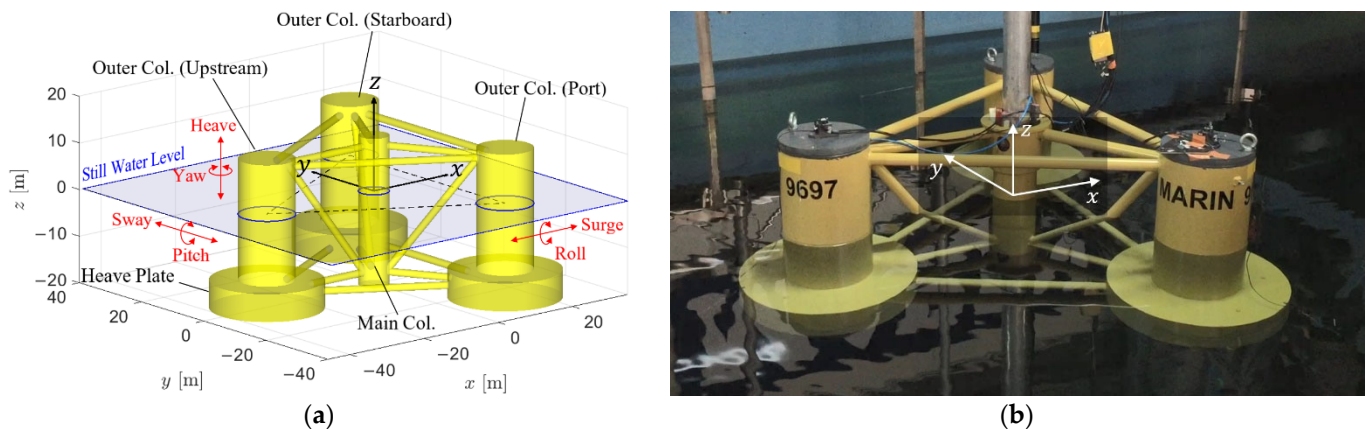 Outer Col. (Starboard)
Outer Col. (Upstream)
Outer Col. (Port)
z
20
10
0
−10
−20
z [m]
Still Water Level
Heave
Yaw
Sway
Pitch
Surge
Roll
y
x
Heave Plate
Main Col.
40
20
0
−20
−40
y [m]
−40
−20
0
20
x [m]
(a)
z
y
x
9697
MARIN 9
(b)